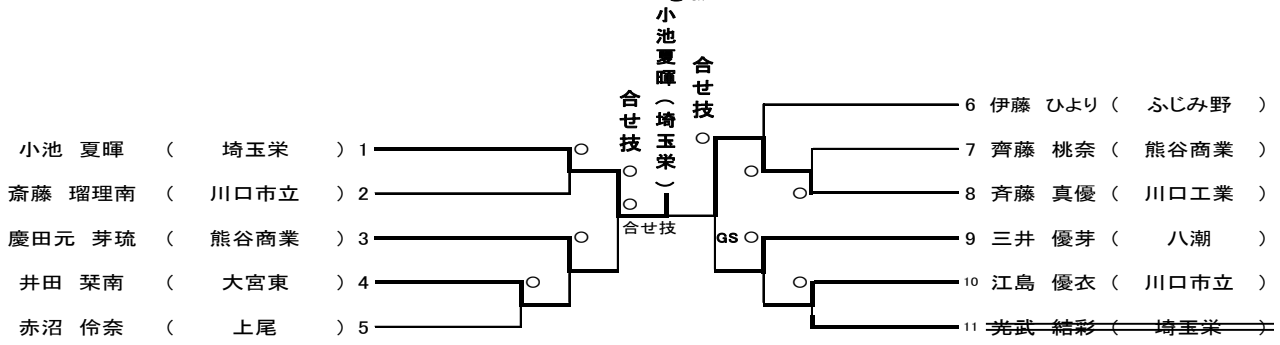 小池夏暉（埼玉栄）
合せ技
合せ技
小池 夏暉 （ 埼玉栄 ） 1
斎藤 瑠理南 （ 川口市立 ） 2
慶田元 芽琉 （ 熊谷商業 ） 3
井田 栞南 （ 大宮東 ） 4
赤沼 伶奈 （ 上尾 ） 5
合せ技
GS
6 伊藤 ひより （ ふじみ野 ）
7 齊藤 桃奈 （ 熊谷商業 ）
8 斉藤 真優 （ 川口工業 ）
9 三井 優芽 （ 八潮 ）
10 江島 優衣 （ 川口市立 ）
11 光武 結彩 （ 埼玉栄 ）